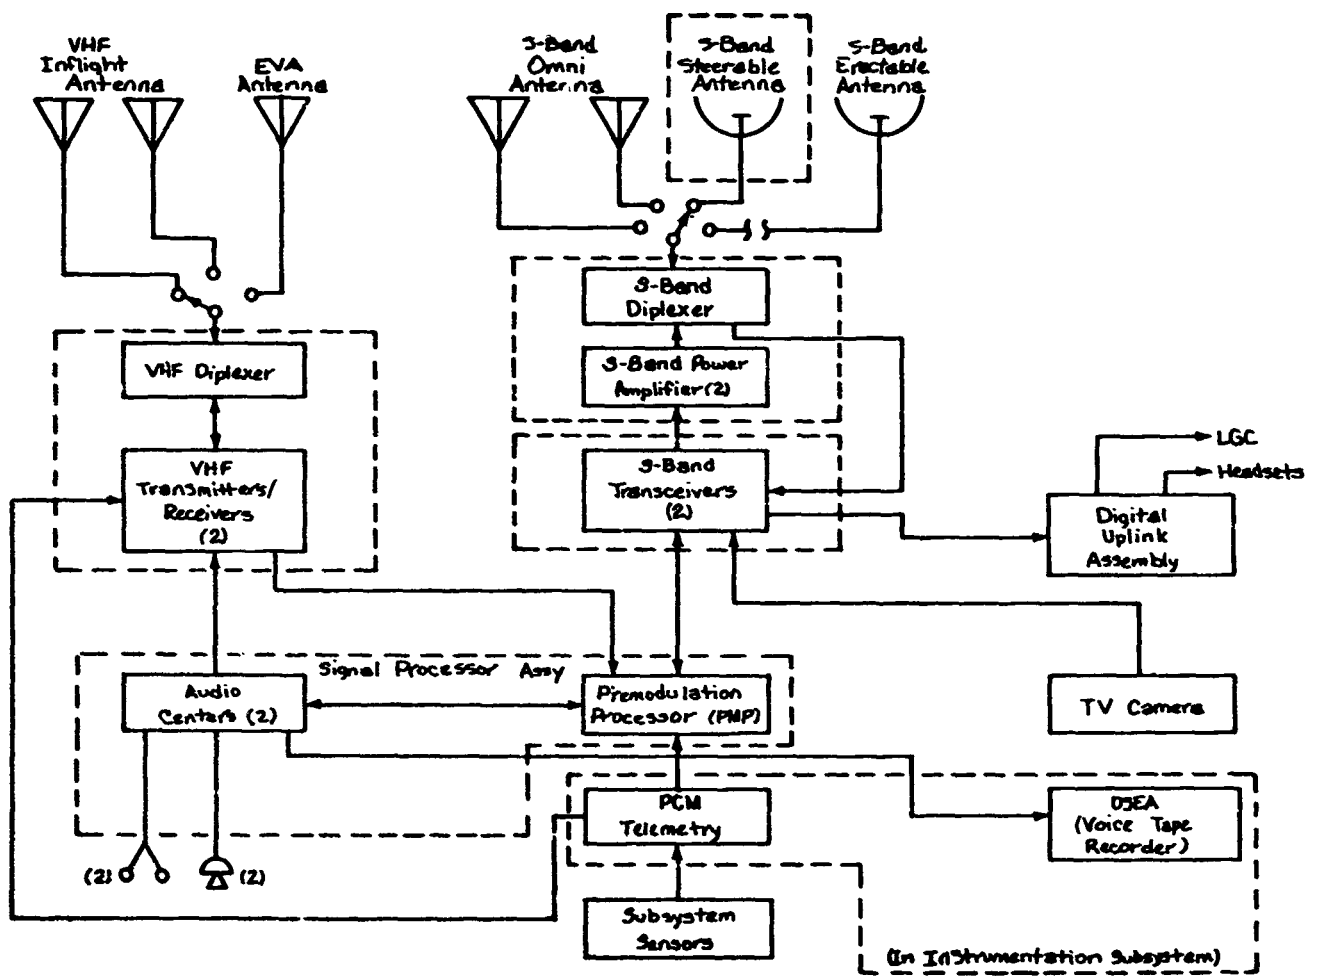 VHF
Inflight
Antenna
EVA
Antenna
S-Band
Omni
Antenna
S-Band
Steerable
Antenna
S-Band
Erectable
Antenna
S-Band
Diplexer
VHF Diplexer
S-Band Power
Amplifier (2)
VHF
Transmitters/
Receivers
(2)
S-Band
Transceivers
(2)
LGC
Headsets
Digital
Uplink
Assembly
Signal Processor Assy
Audio
Centers (2)
Premodulation
Processor (PMP)
TV Camera
PCM
Telemetry
DSEA
(Voice Tape
Recorder)
(2)
(2)
Subsystem
Sensors
(In Instrumentation Subsystem)